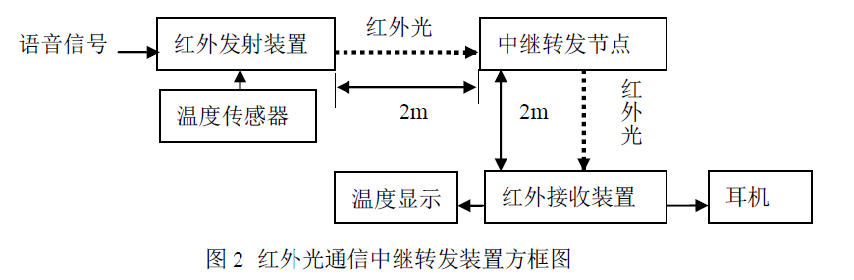 红外光
语音信号
红外发射装置
中继转发节点
温度传感器
2m
2m
红外光
温度显示
红外接收装置
耳机
图 2 红外光通信中继转发装置方框图